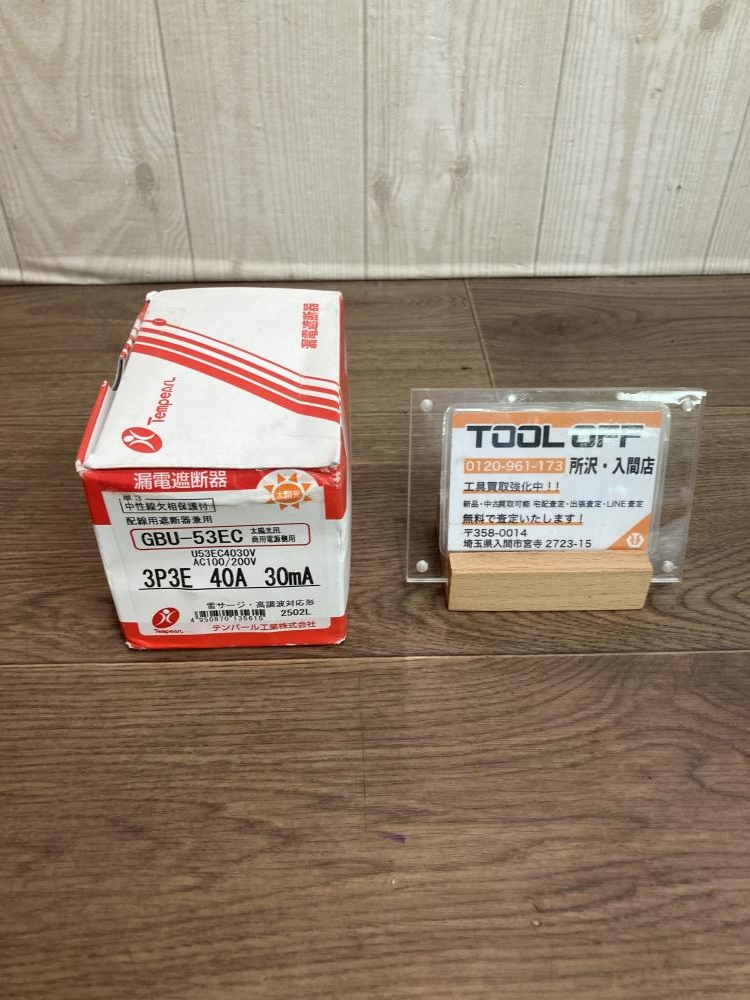 漏電遮断器
Tempearl
漏電遮断器
太陽光
単3
中性線欠相保護付
配線用遮断器兼用
GBU-53EC
太陽光用
商用電源側用
U53EC4030V
AC100/200V
3P3E 40A 30mA
雷サージ・高調波対応形
4950870135615
2502L
Tempearl
テンパール工業株式会社
TOOL OFF
0120-961-173 所沢・入間店
工具買取強化中!!
新品・中古買取可能 宅配査定・出張査定・LINE査定
無料で査定いたします!
〒358-0014
埼玉県入間市宮寺 2723-15